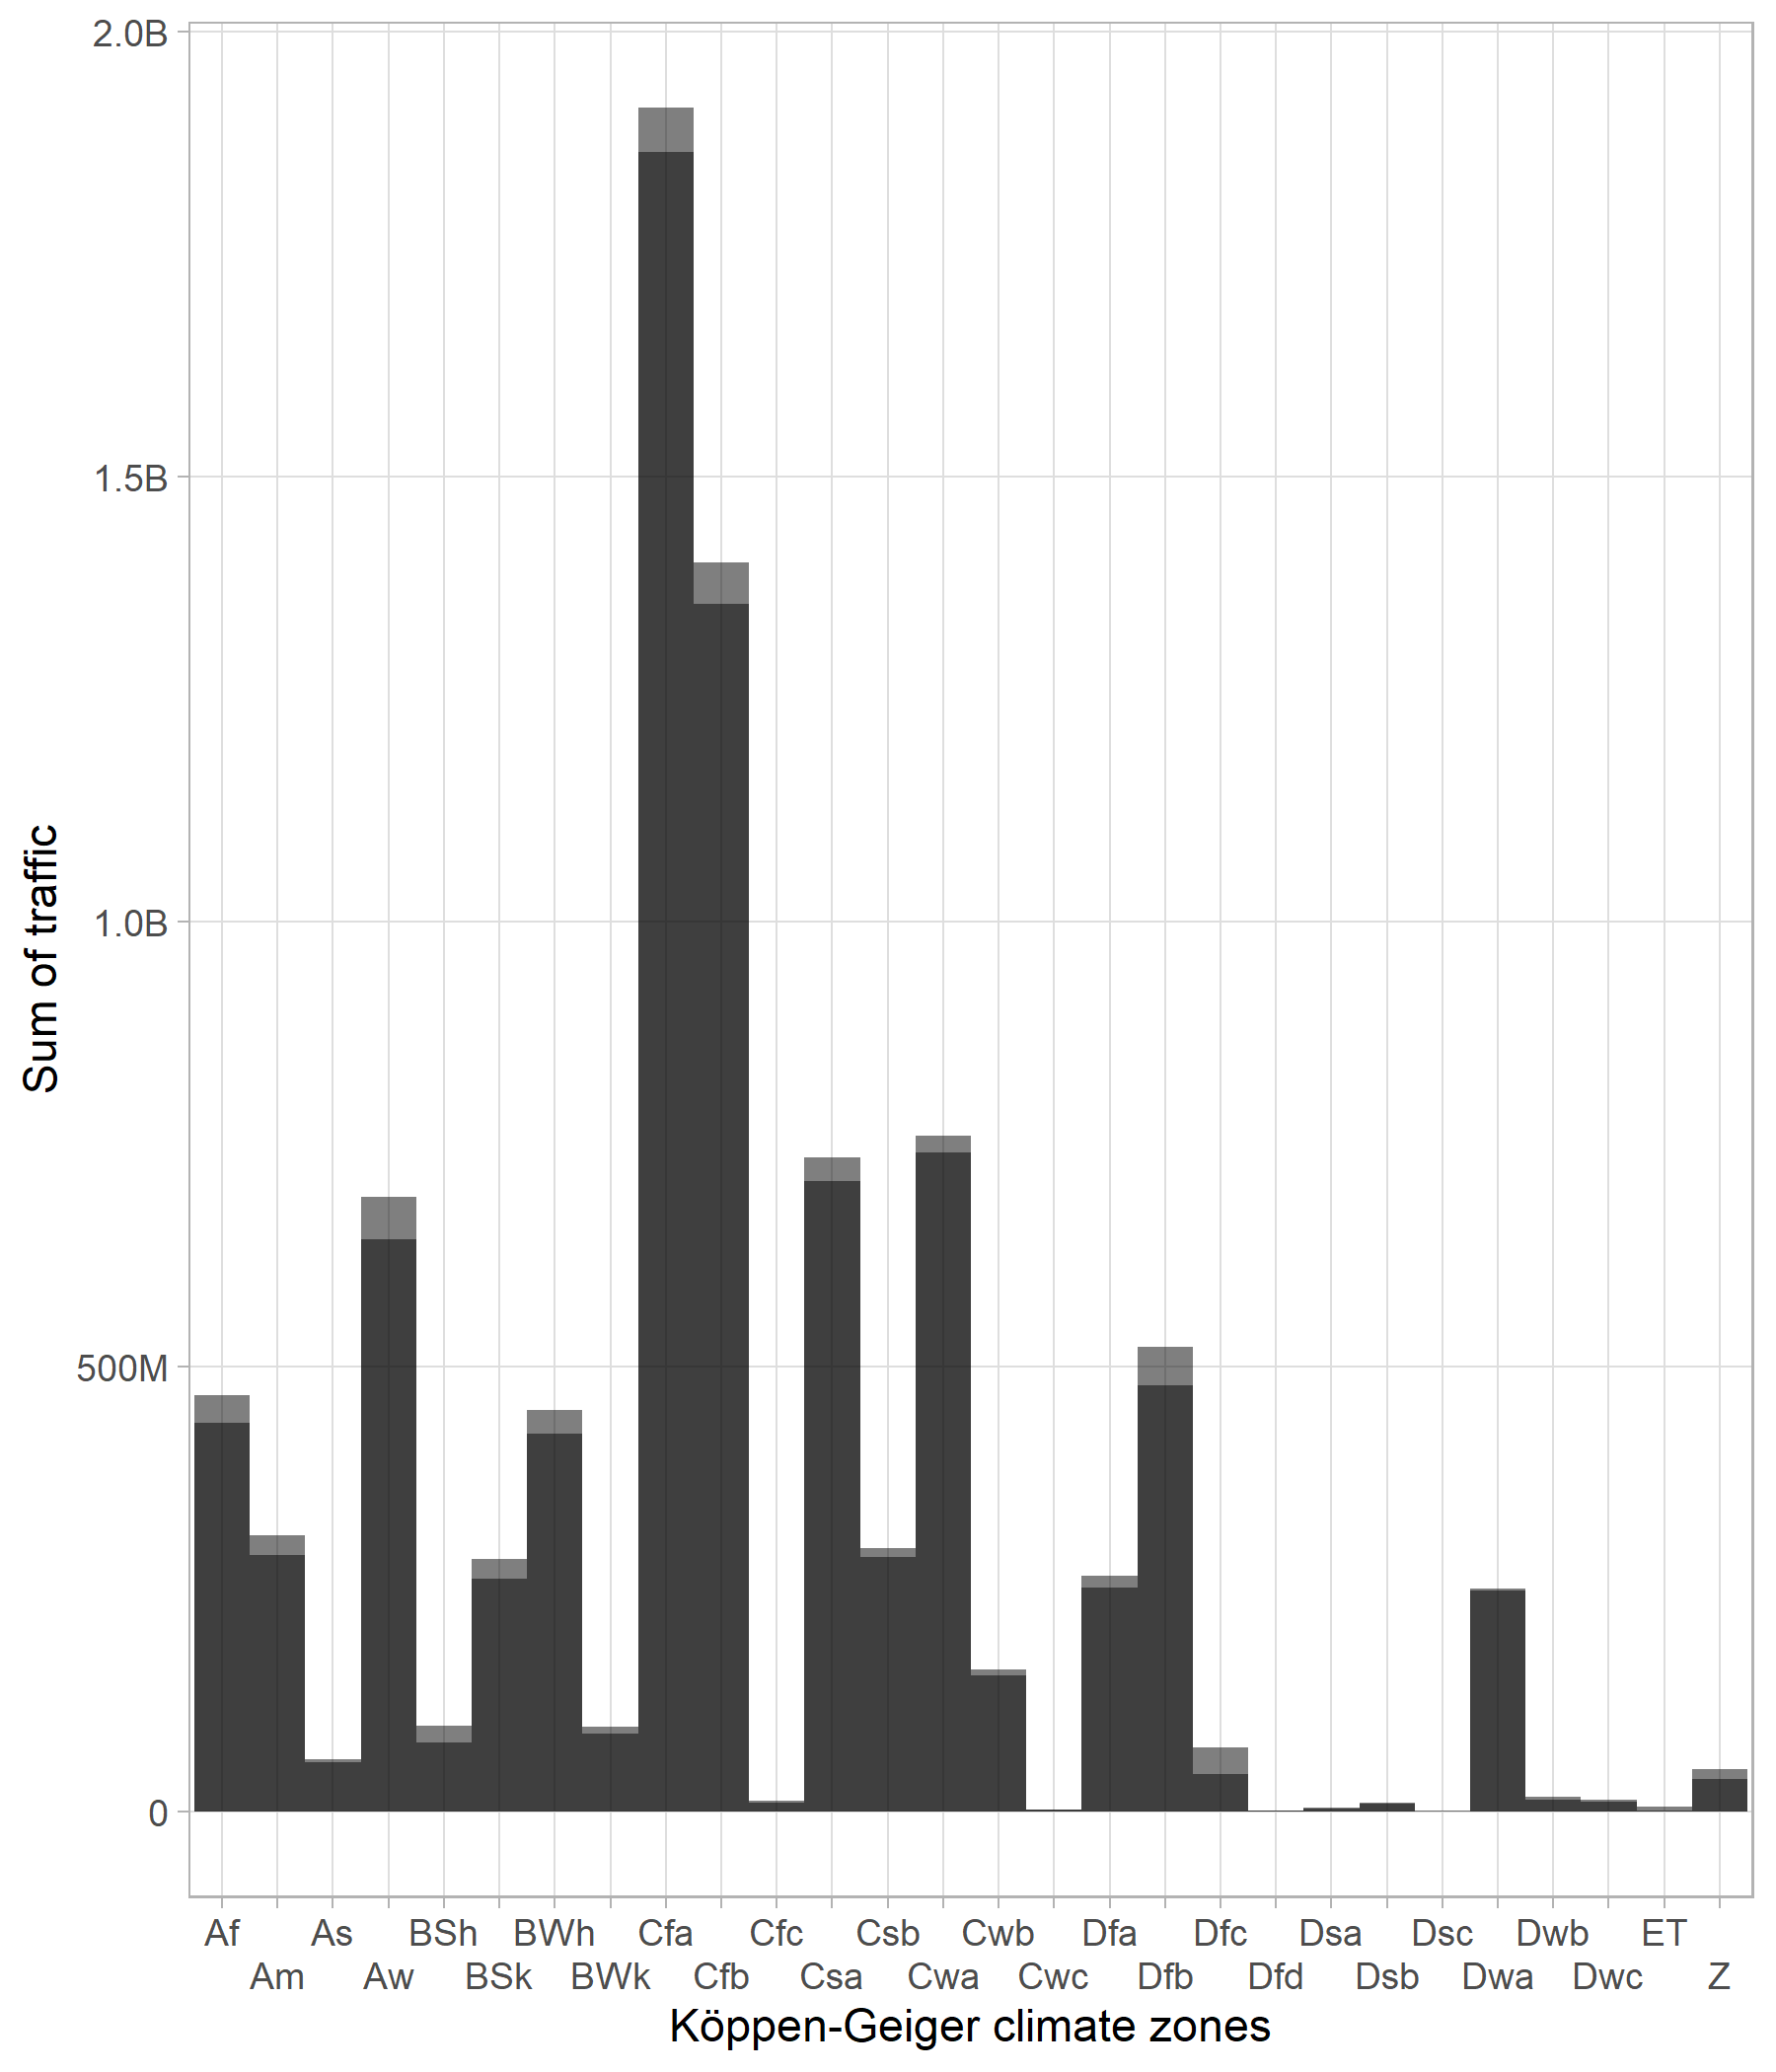 2.0B
1.5B
1.0B
500M
0
Sum of traffic
Af As BSh BWh Cfa Cfc Csb Cwb Dfa Dfc Dsa Dsc Dwb ET
Am Aw BSk BWk Cfb Csa Cwa Cwc Dfb Dfd Dsb Dwa Dwc Z
Köppen-Geiger climate zones